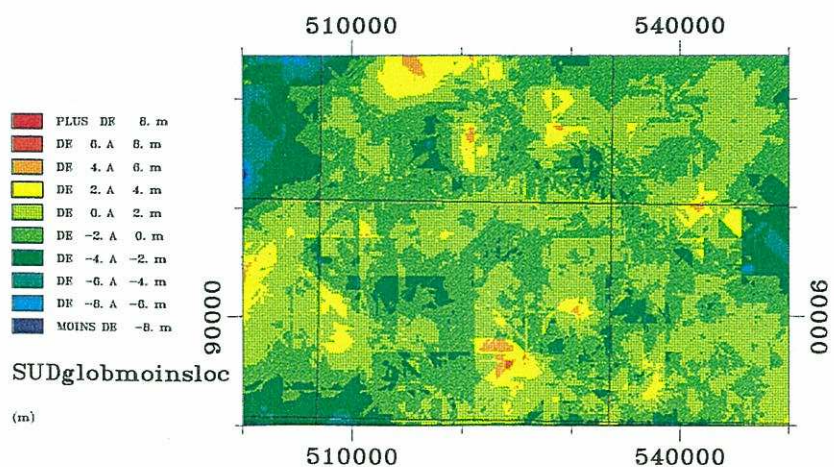 510000 540000
PLUS DE 8. m
DE 6. A 8. m
DE 4. A 6. m
DE 2. A 4. m
DE 0. A 2. m
DE -2. A 0. m
DE -4. A -2. m
DE -6. A -4. m
DE -8. A -6. m
MOINS DE -8. m
90000
90000
SUDglobmoinsloc
(m)
510000 540000